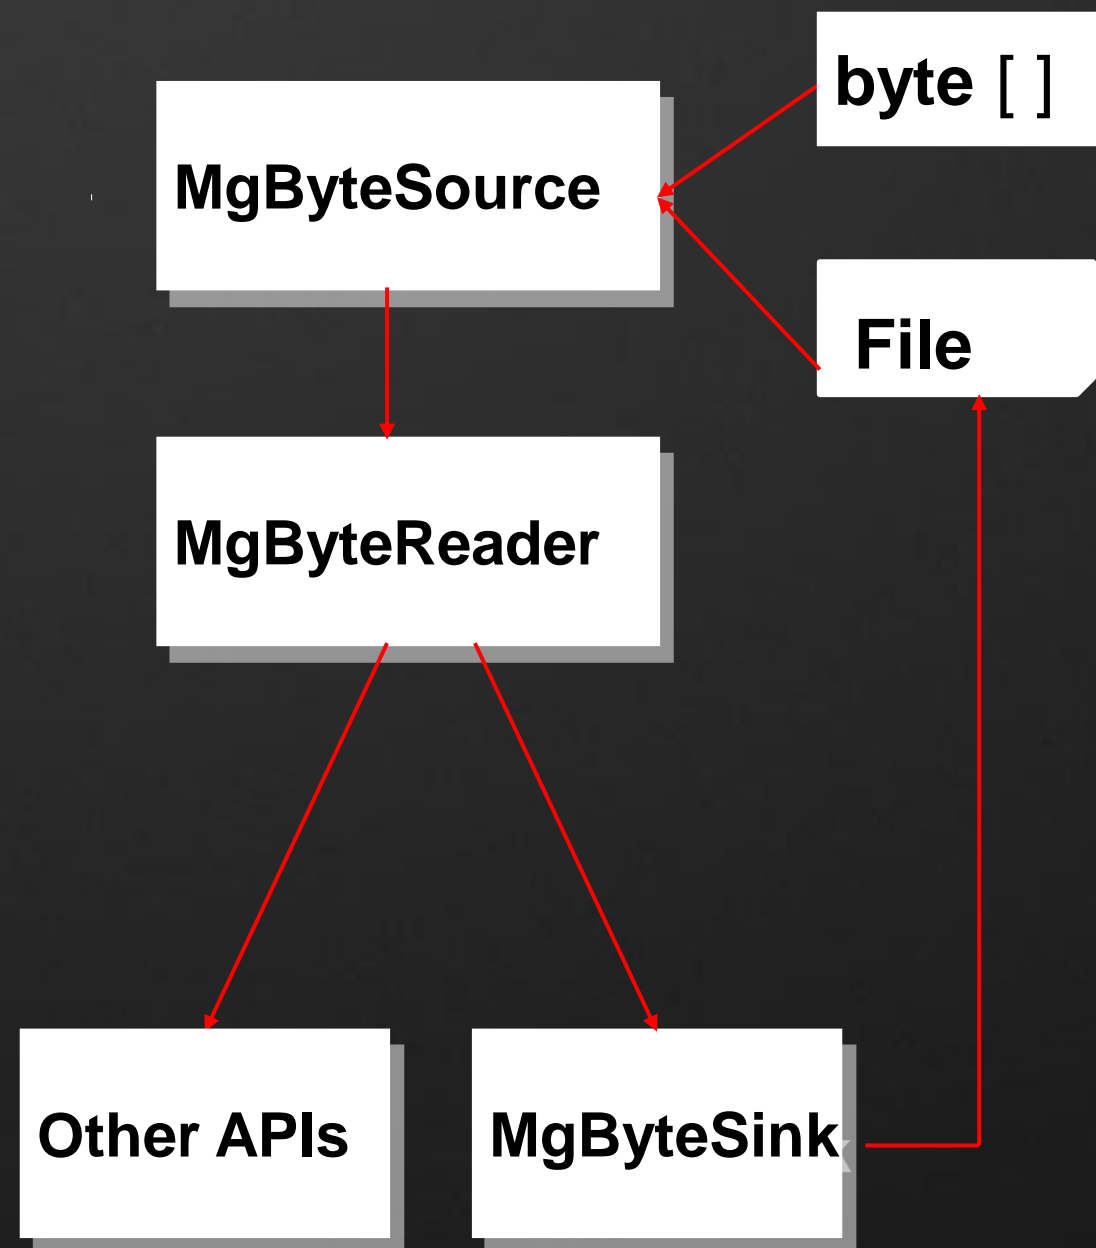 byte [ ]
MgByteSource
File
MgByteReader
Other APIs
MgByteSink